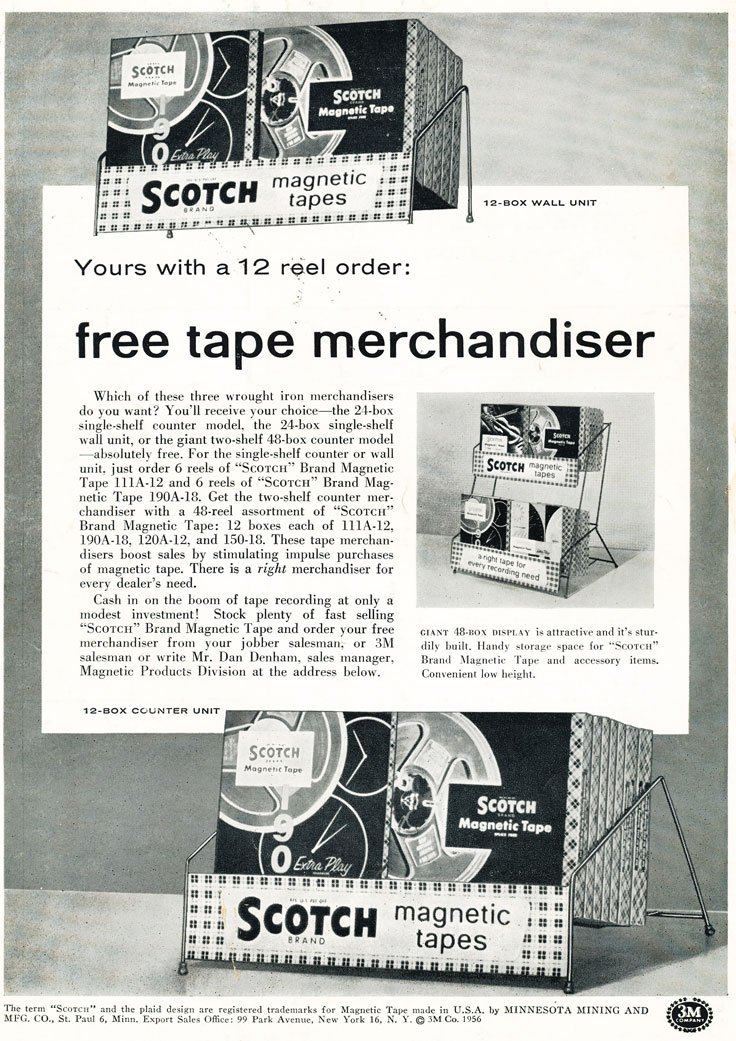 SCOTCH
BRAND
Magnetic Tape
190
Extra Play
SCOTCH
BRAND
Magnetic Tape
SCOTCH
BRAND
magnetic
tapes
12-BOX WALL UNIT
Yours with a 12 reel order:
free tape merchandiser
Which of these three wrought iron merchandisers
do you want? You'll receive your choice—the 24-box
single-shelf counter model, the 24-box single-shelf
wall unit, or the giant two-shelf 48-box counter model
—absolutely free. For the single-shelf counter or wall
unit, just order 6 reels of "SCOTCH" Brand Magnetic
Tape 111A-12 and 6 reels of "SCOTCH" Brand Mag-
netic Tape 190A-18. Get the two-shelf counter mer-
chandiser with a 48-reel assortment of "SCOTCH"
Brand Magnetic Tape: 12 boxes each of 111A-12,
190A-18, 120A-12, and 150-18. These tape merchan-
disers boost sales by stimulating impulse purchases
of magnetic tape. There is a right merchandiser for
every dealer's need.
Cash in on the boom of tape recording at only a
modest investment! Stock plenty of fast selling
"SCOTCH" Brand Magnetic Tape and order your free
merchandiser from your jobber salesman, or 3M
salesman or write Mr. Dan Denham, sales manager,
Magnetic Products Division at the address below.
SCOTCH
Magnetic Tape
SCOTCH
BRAND
magnetic
tapes
a right tape for
every recording need
GIANT 48-BOX DISPLAY is attractive and it's stur-
dily built. Handy storage space for "SCOTCH"
Brand Magnetic Tape and accessory items.
Convenient low height.
12-BOX COUNTER UNIT
SCOTCH
BRAND
Magnetic Tape
190
Extra Play
SCOTCH
BRAND
Magnetic Tape
SPLICE FREE
REG. U.S. PAT. OFF.
SCOTCH
BRAND
magnetic
tapes
The term "SCOTCH" and the plaid design are registered trademarks for Magnetic Tape made in U.S.A. by MINNESOTA MINING AND
MFG. CO., St. Paul 6, Minn. Export Sales Office: 99 Park Avenue, New York 16, N. Y. © 3M Co. 1956
3M
COMPANY